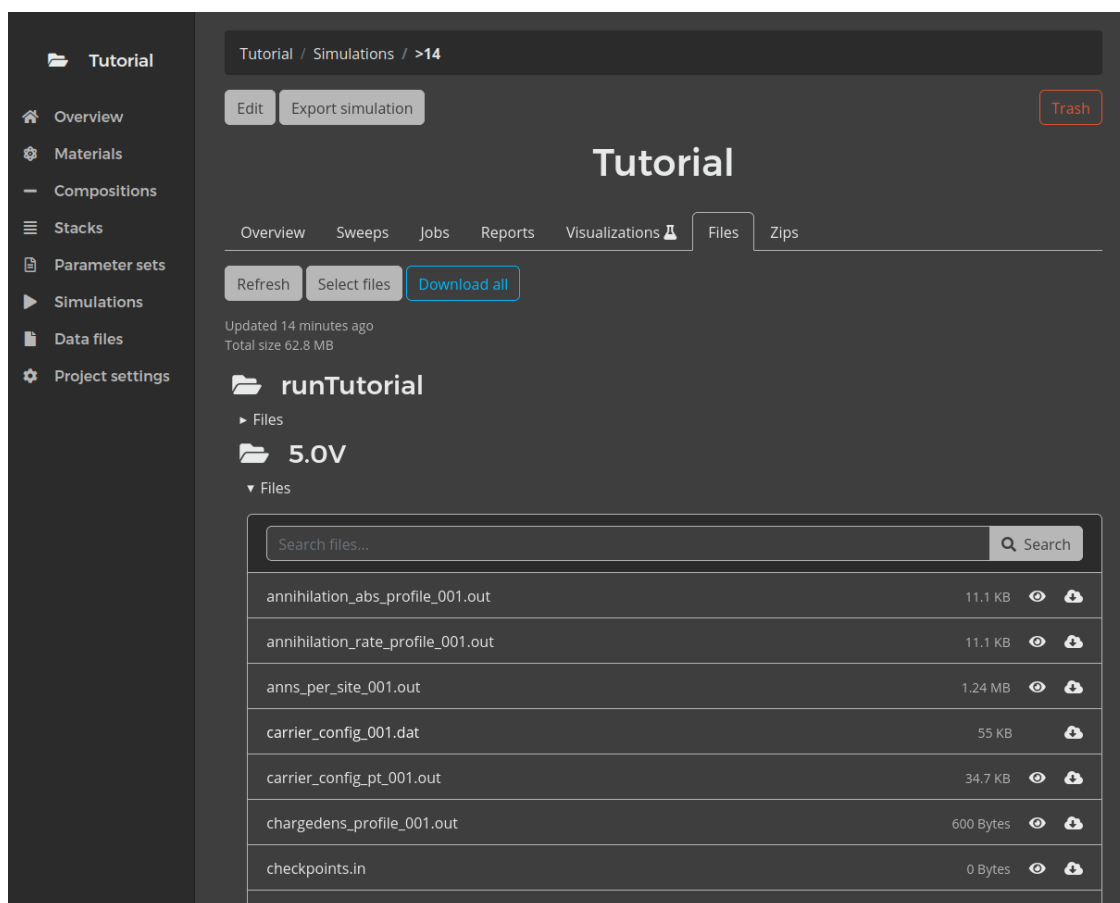 Tutorial
Overview
Materials
Compositions
Stacks
Parameter sets
Simulations
Data files
Project settings
Tutorial / Simulations / >14
Edit Export simulation Trash
Tutorial
Overview Sweeps Jobs Reports Visualizations Files Zips
Refresh Select files Download all
Updated 14 minutes ago
Total size 62.8 MB
runTutorial
▸ Files
5.0V
▾ Files
Search files... Search
annihilation_abs_profile_001.out 11.1 KB
annihilation_rate_profile_001.out 11.1 KB
anns_per_site_001.out 1.24 MB
carrier_config_001.dat 55 KB
carrier_config_pt_001.out 34.7 KB
chargedens_profile_001.out 600 Bytes
checkpoints.in 0 Bytes